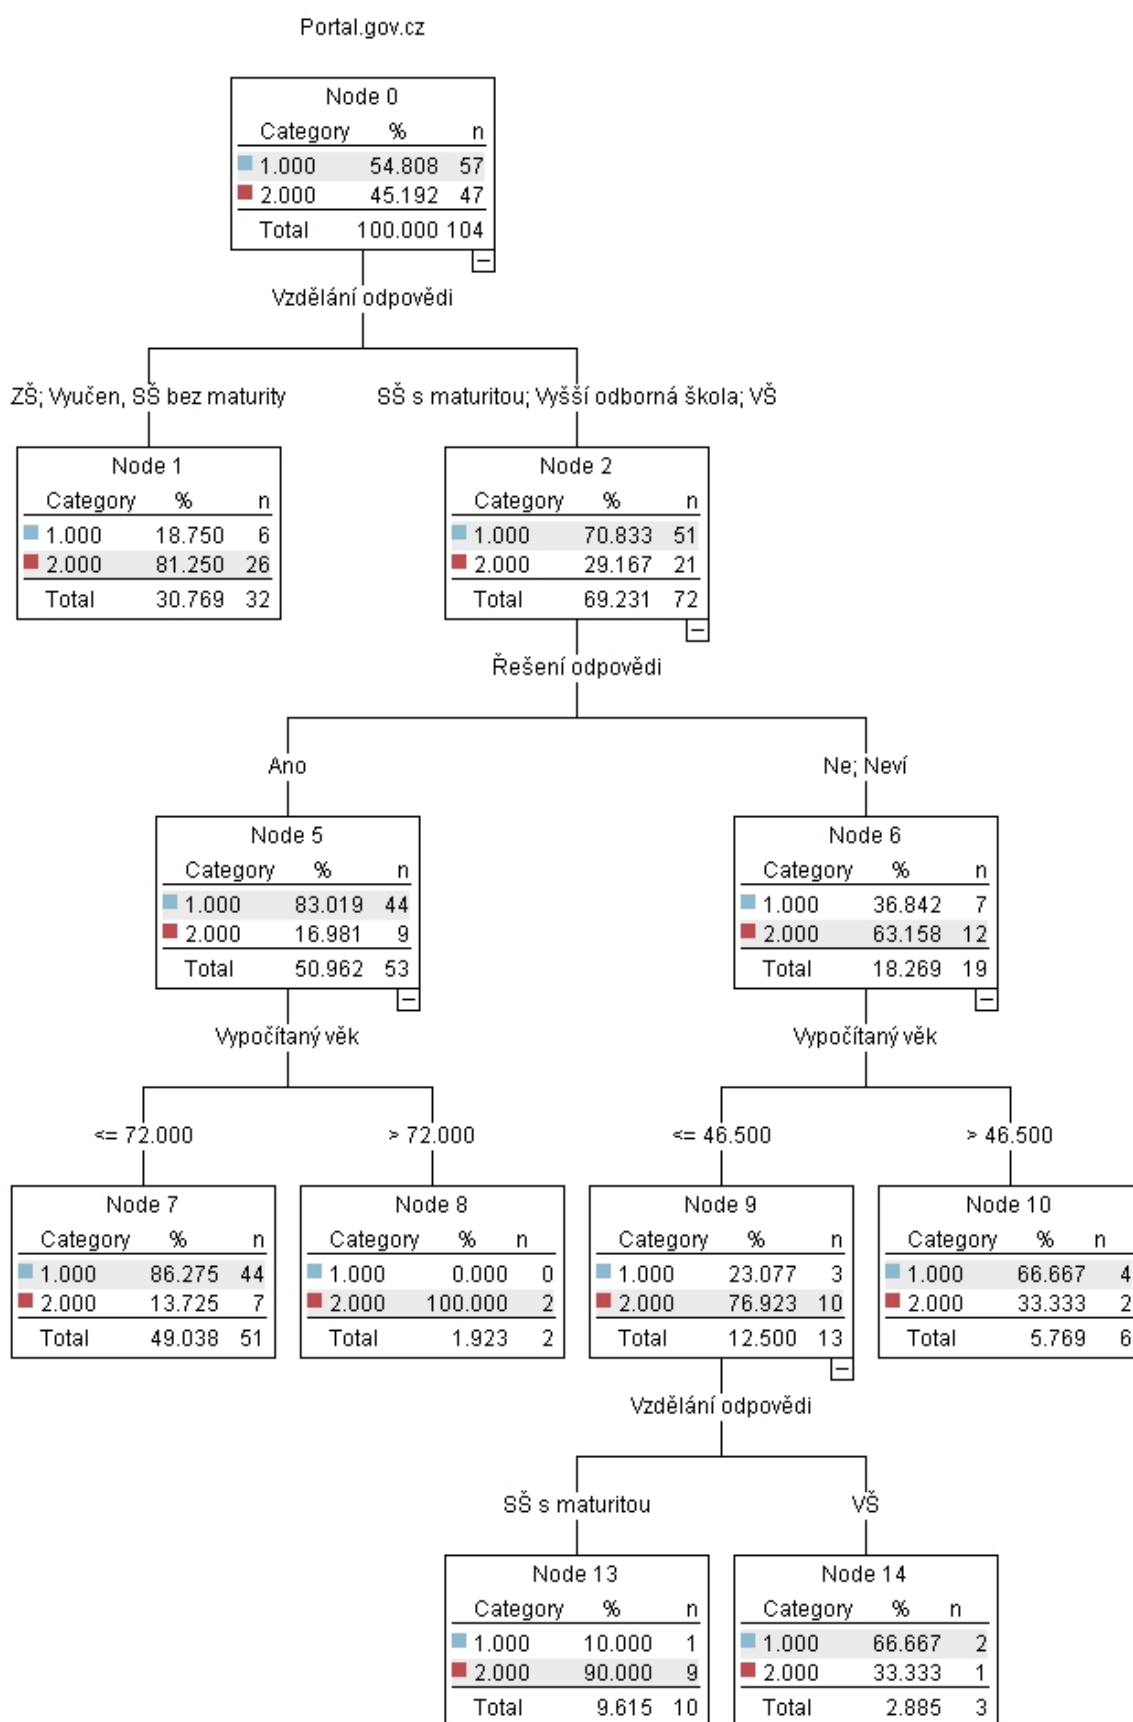 Portal.gov.cz
Node 0
Category % n
1.000 54.808 57
2.000 45.192 47
Total 100.000 104
Vzdělání odpovědi
ZŠ; Vyučen, SŠ bez maturity
SŠ s maturitou; Vyšší odborná škola; VŠ
Node 1
Category % n
1.000 18.750 6
2.000 81.250 26
Total 30.769 32
Node 2
Category % n
1.000 70.833 51
2.000 29.167 21
Total 69.231 72
Řešení odpovědi
Ano
Ne; Neví
Node 5
Category % n
1.000 83.019 44
2.000 16.981 9
Total 50.962 53
Node 6
Category % n
1.000 36.842 7
2.000 63.158 12
Total 18.269 19
Vypočítaný věk
Vypočítaný věk
<= 72.000
> 72.000
<= 46.500
> 46.500
Node 7
Category % n
1.000 86.275 44
2.000 13.725 7
Total 49.038 51
Node 8
Category % n
1.000 0.000 0
2.000 100.000 2
Total 1.923 2
Node 9
Category % n
1.000 23.077 3
2.000 76.923 10
Total 12.500 13
Node 10
Category % n
1.000 66.667 4
2.000 33.333 2
Total 5.769 6
Vzdělání odpovědi
SŠ s maturitou
VŠ
Node 13
Category % n
1.000 10.000 1
2.000 90.000 9
Total 9.615 10
Node 14
Category % n
1.000 66.667 2
2.000 33.333 1
Total 2.885 3